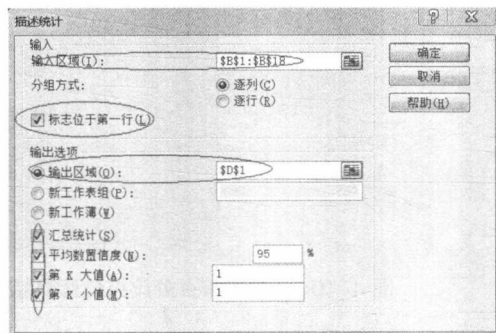 描述统计
输入
输入区域(I): $B$1:$B$18
分组方式: 逐列(C)
逐行(R)
标志位于第一行(L)
输出选项
输出区域(O): $D$1
新工作表组(P):
新工作薄(W)
汇总统计(S)
平均数置信度(N): 95 %
第 K 大值(A): 1
第 K 小值(M): 1
确定
取消
帮助(H)